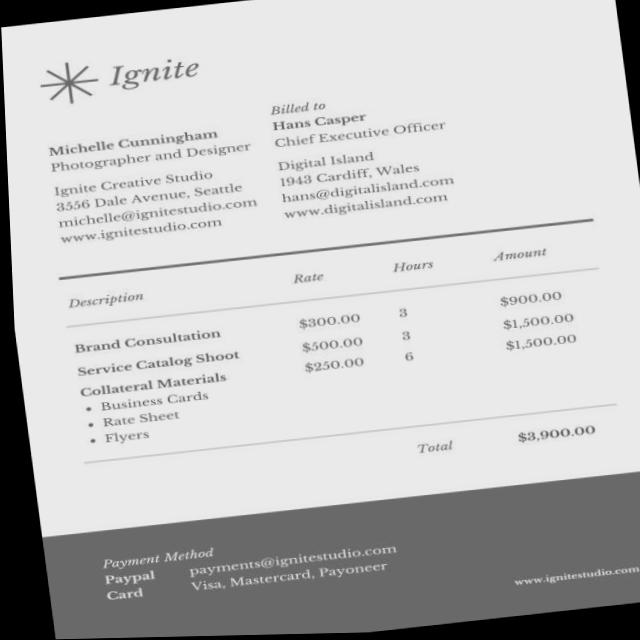 Ignite
Michelle Cunningham
Photographer and Designer
Ignite Creative Studio
3556 Dale Avenue, Seattle
michelle@ignitestudio.com
www.ignitestudio.com
Billed to
Hans Casper
Chief Executive Officer
Digital Island
1943 Cardiff, Wales
hans@digitalisland.com
www.digitalisland.com
Description Rate Hours Amount
Brand Consultation $300.00 3 $900.00
Service Catalog Shoot $500.00 3 $1,500.00
Collateral Materials $250.00 6 $1,500.00
• Business Cards
• Rate Sheet
• Flyers
Total $3,900.00
Payment Method
Paypal payments@ignitestudio.com
Card Visa, Mastercard, Payoneer
www.ignitestudio.com